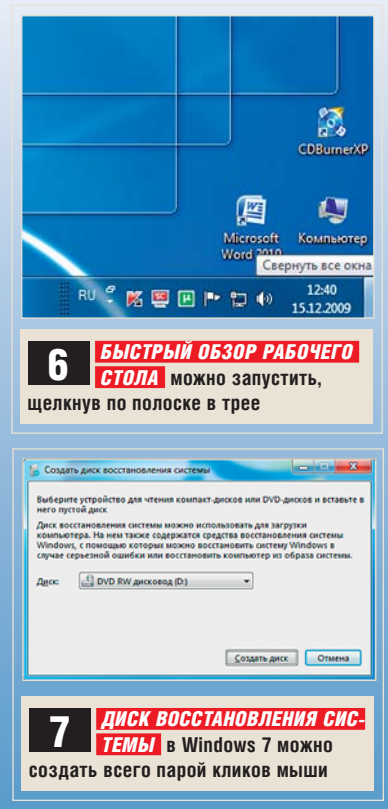 CDBurnerXP
Microsoft
Word 2010
Компьютер
Свернуть все окна
RU
12:40
15.12.2009
6 БЫСТРЫЙ ОБЗОР РАБОЧЕГО
СТОЛА можно запустить,
щелкнув по полоске в трее
Создать диск восстановления системы
Выберите устройство для чтения компакт-дисков или DVD-дисков и вставьте в
него пустой диск
Диск восстановления системы можно использовать для загрузки
компьютера. На нем также содержатся средства восстановления системы
Windows, с помощью которых можно восстановить систему Windows в
случае серьезной ошибки или восстановить компьютер из образа системы.
Диск: DVD RW дисковод (D:)
Создать диск Отмена
7 ДИСК ВОССТАНОВЛЕНИЯ СИС-
ТЕМЫ в Windows 7 можно
создать всего парой кликов мыши